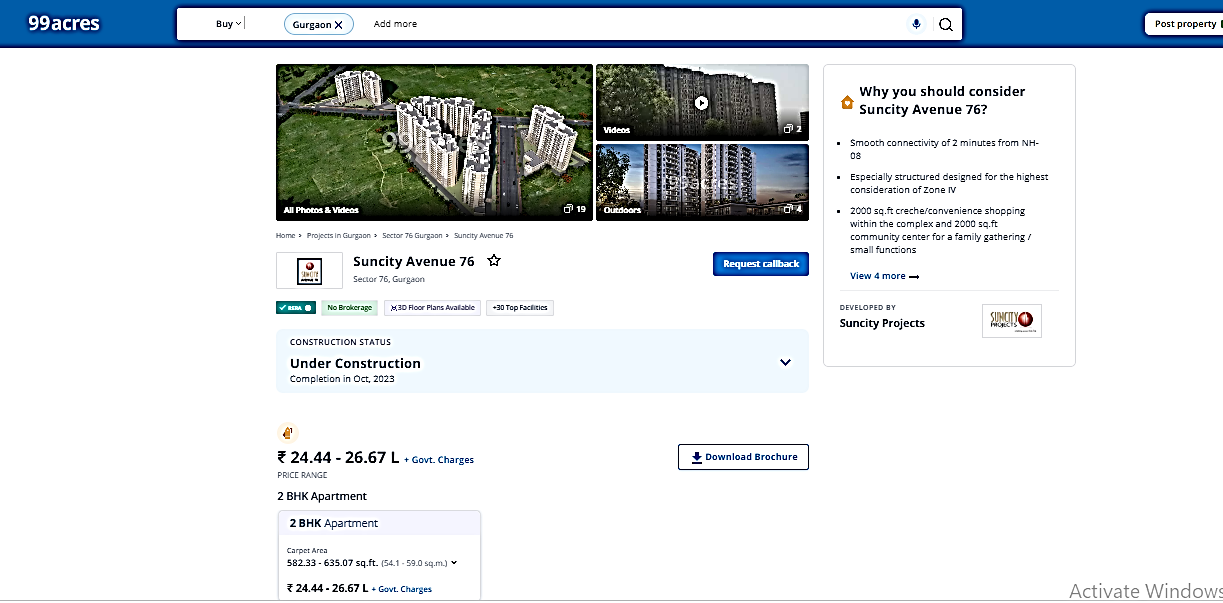 99acres
Buy
Gurgaon
Add more
Post property
99acres
All Photos & Videos
19
Videos
2
99acres
Outdoors
4
Home > Projects in Gurgaon > Sector 76 Gurgaon > Suncity Avenue 76
SUNCITY
AVENUE 76
Suncity Avenue 76
Sector 76, Gurgaon
Request callback
RERA
No Brokerage
3D Floor Plans Available
+30 Top Facilities
CONSTRUCTION STATUS
Under Construction
Completion in Oct, 2023
₹ 24.44 - 26.67 L + Govt. Charges
PRICE RANGE
Download Brochure
2 BHK Apartment
2 BHK Apartment
Carpet Area
582.33 - 635.07 sq.ft. (54.1 - 59.0 sq.m.)
₹ 24.44 - 26.67 L + Govt. Charges
Why you should consider
Suncity Avenue 76?
Smooth connectivity of 2 minutes from NH-
08
Especially structured designed for the highest
consideration of Zone IV
2000 sq.ft creche/convenience shopping
within the complex and 2000 sq.ft
community center for a family gathering /
small functions
View 4 more
DEVELOPED BY
Suncity Projects
SUNCITY
PROJECTS
Activate Windows